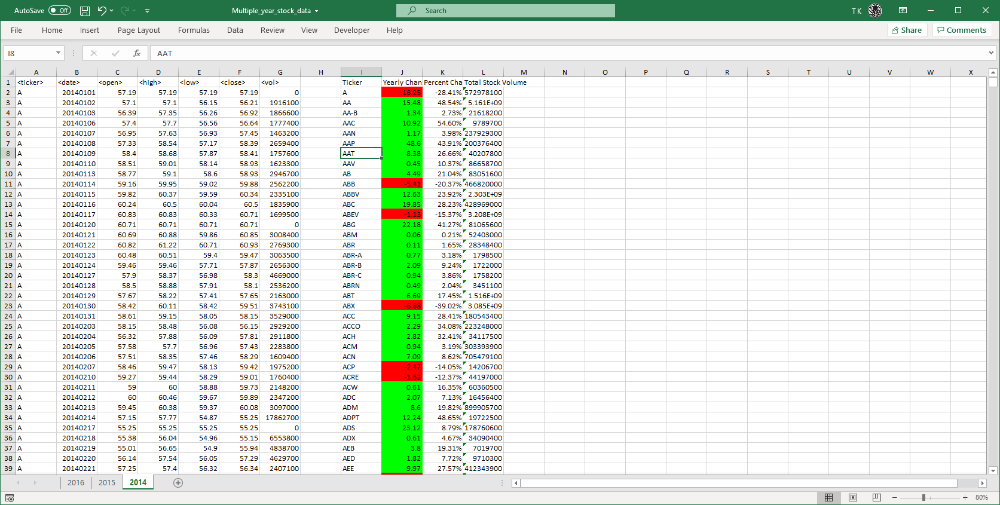 AutoSave Off Multiple_year_stock_data Search TK
File Home Insert Page Layout Formulas Data Review View Developer Help Share Comments
I8 fx AAT
A B C D E F G H I J K L M N O P Q R S T U V W X
1 <ticker> <date> <open> <high> <low> <close> <vol> Ticker Yearly Chan Percent Cha Total Stock Volume
2 A 20140101 57.19 57.19 57.19 57.19 0 A -16.25 -28.41% 572978100
3 A 20140102 57.1 57.1 56.15 56.21 1916100 AA 15.48 48.54% 5.161E+09
4 A 20140103 56.39 57.35 56.26 56.92 1866600 AA-B 1.34 2.73% 21618200
5 A 20140106 57.4 57.7 56.56 56.64 1777400 AAC 10.92 54.60% 9789700
6 A 20140107 56.95 57.63 56.93 57.45 1463200 AAN 1.17 3.98% 237929300
7 A 20140108 57.33 58.54 57.17 58.39 2659400 AAP 48.6 43.91% 200376400
8 A 20140109 58.4 58.68 57.87 58.41 1757600 AAT 8.38 26.66% 40207800
9 A 20140110 58.51 59.01 58.14 58.93 1623300 AAV 0.45 10.37% 86658700
10 A 20140113 58.77 59.1 58.6 58.93 2946700 AB 4.49 21.04% 83051600
11 A 20140114 59.16 59.95 59.02 59.88 2562200 ABB -5.41 -20.37% 466820000
12 A 20140115 59.82 60.37 59.59 60.34 2335100 ABBV 12.63 23.92% 2.303E+09
13 A 20140116 60.24 60.5 60.04 60.5 1835900 ABC 19.85 28.23% 428969000
14 A 20140117 60.83 60.83 60.33 60.71 1699500 ABEV -1.13 -15.37% 3.208E+09
15 A 20140120 60.71 60.71 60.71 60.71 0 ABG 22.18 41.27% 81065600
16 A 20140121 60.69 60.88 59.86 60.85 3008400 ABM 0.06 0.21% 52403000
17 A 20140122 60.82 61.22 60.71 60.93 2769300 ABR 0.11 1.65% 28348400
18 A 20140123 60.48 60.51 59.4 59.47 3063500 ABR-A 0.77 3.18% 1798500
19 A 20140124 59.46 59.46 57.71 57.87 2656300 ABR-B 2.09 9.24% 1722000
20 A 20140127 57.9 58.37 56.98 58.3 4669000 ABR-C 0.94 3.86% 1758200
21 A 20140128 58.5 58.88 57.91 58.1 2536200 ABRN 0.49 2.04% 3451100
22 A 20140129 57.67 58.22 57.41 57.65 2163000 ABT 6.69 17.45% 1.516E+09
23 A 20140130 58.42 60.11 58.42 59.51 3743100 ABX -6.88 -39.02% 3.085E+09
24 A 20140131 58.61 59.15 58.05 58.15 3529000 ACC 9.15 28.41% 180543400
25 A 20140203 58.15 58.48 56.08 56.15 2929200 ACCO 2.29 34.08% 223248000
26 A 20140204 56.32 57.88 56.09 57.81 2911800 ACH 2.82 32.41% 34117500
27 A 20140205 57.58 57.7 56.96 57.43 2283800 ACM 0.94 3.19% 303393900
28 A 20140206 57.51 58.35 57.46 58.29 1609400 ACN 7.09 8.62% 705479100
29 A 20140207 58.46 59.47 58.13 59.42 1975200 ACP -2.47 -14.05% 14206700
30 A 20140210 59.27 59.44 58.29 59.01 1760400 ACRE -1.62 -12.37% 44197000
31 A 20140211 59 60 58.88 59.73 2148200 ACW 0.61 16.35% 60360500
32 A 20140212 60 60.46 59.67 59.89 2347200 ADC 2.07 7.13% 16456400
33 A 20140213 59.45 60.38 59.37 60.08 3097000 ADM 8.6 19.82% 899905700
34 A 20140214 57.15 57.77 54.87 55.25 17862700 ADPT 12.24 48.65% 19722500
35 A 20140217 55.25 55.25 55.25 55.25 0 ADS 23.12 8.79% 178760600
36 A 20140218 55.38 56.04 54.96 55.15 6553800 ADX 0.61 4.67% 34090400
37 A 20140219 55.01 56.65 54.9 55.94 4838700 AEB 3.8 19.31% 7019700
38 A 20140220 56.14 57.54 56.05 57.29 4629700 AED 1.82 7.72% 9710300
39 A 20140221 57.25 57.4 56.32 56.34 2407100 AEE 9.97 27.57% 412343900
2016 2015 2014
80%